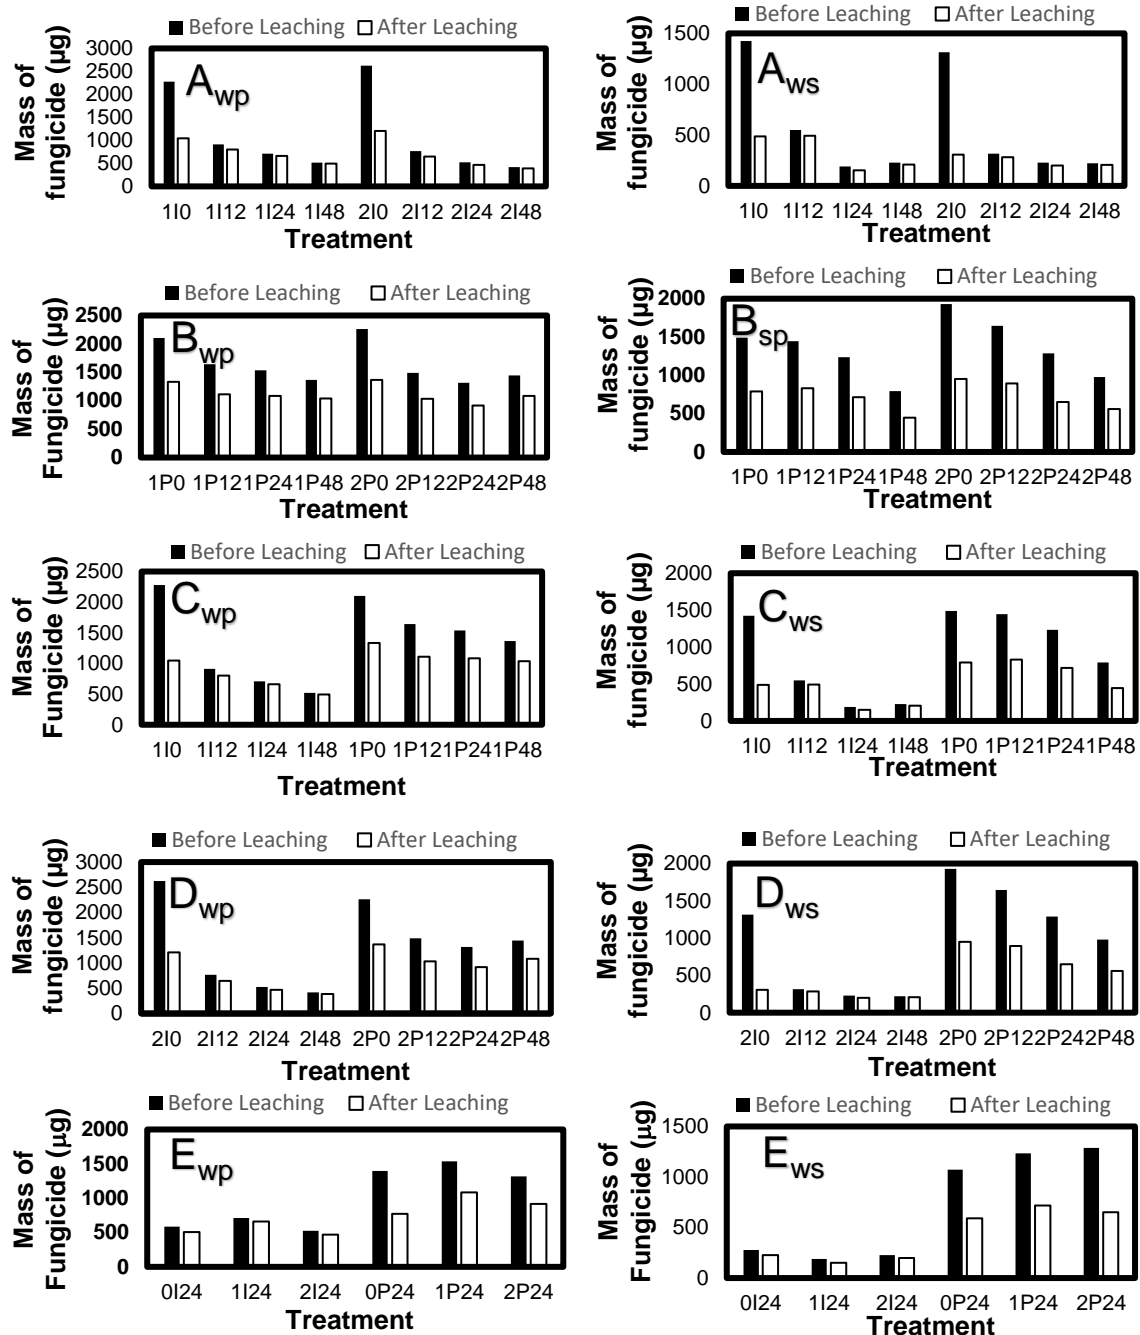 Before Leaching After Leaching
Mass of fungicide (µg)
3000
2500
2000
1500
1000
500
0
Awp
1I0 1I12 1I24 1I48 2I0 2I12 2I24 2I48
Treatment
Before Leaching After Leaching
Mass of fungicide (µg)
1500
1000
500
0
Aws
1I0 1I12 1I24 1I48 2I0 2I12 2I24 2I48
Treatment
Before Leaching After Leaching
Mass of Fungicide (µg)
2500
2000
1500
1000
500
0
Bwp
1P0 1P12 1P24 1P48 2P0 2P12 2P24 2P48
Treatment
Before Leaching After Leaching
Mass of fungicide (µg)
2000
1500
1000
500
0
Bsp
1P0 1P12 1P24 1P48 2P0 2P12 2P24 2P48
Treatment
Before Leaching After Leaching
Mass of Fungicide (µg)
2500
2000
1500
1000
500
0
Cwp
1I0 1I12 1I24 1I48 1P0 1P12 1P24 1P48
Treatment
Before Leaching After Leaching
Mass of fungicide (µg)
2000
1500
1000
500
0
Cws
1I0 1I12 1I24 1I48 1P0 1P12 1P24 1P48
Treatment
Before Leaching After Leaching
Mass of fungicide (µg)
3000
2500
2000
1500
1000
500
0
Dwp
2I0 2I12 2I24 2I48 2P0 2P12 2P24 2P48
Treatment
Before Leaching After Leaching
Mass of fungicide (µg)
2000
1500
1000
500
0
Dws
2I0 2I12 2I24 2I48 2P0 2P12 2P24 2P48
Treatment
Before Leaching After Leaching
Mass of Fungicide (µg)
2000
1500
1000
500
0
Ewp
0I24 1I24 2I24 0P24 1P24 2P24
Treatment
Before Leaching After Leaching
Mass of Fungicide (µg)
1500
1000
500
0
Ews
0I24 1I24 2I24 0P24 1P24 2P24
Treatment